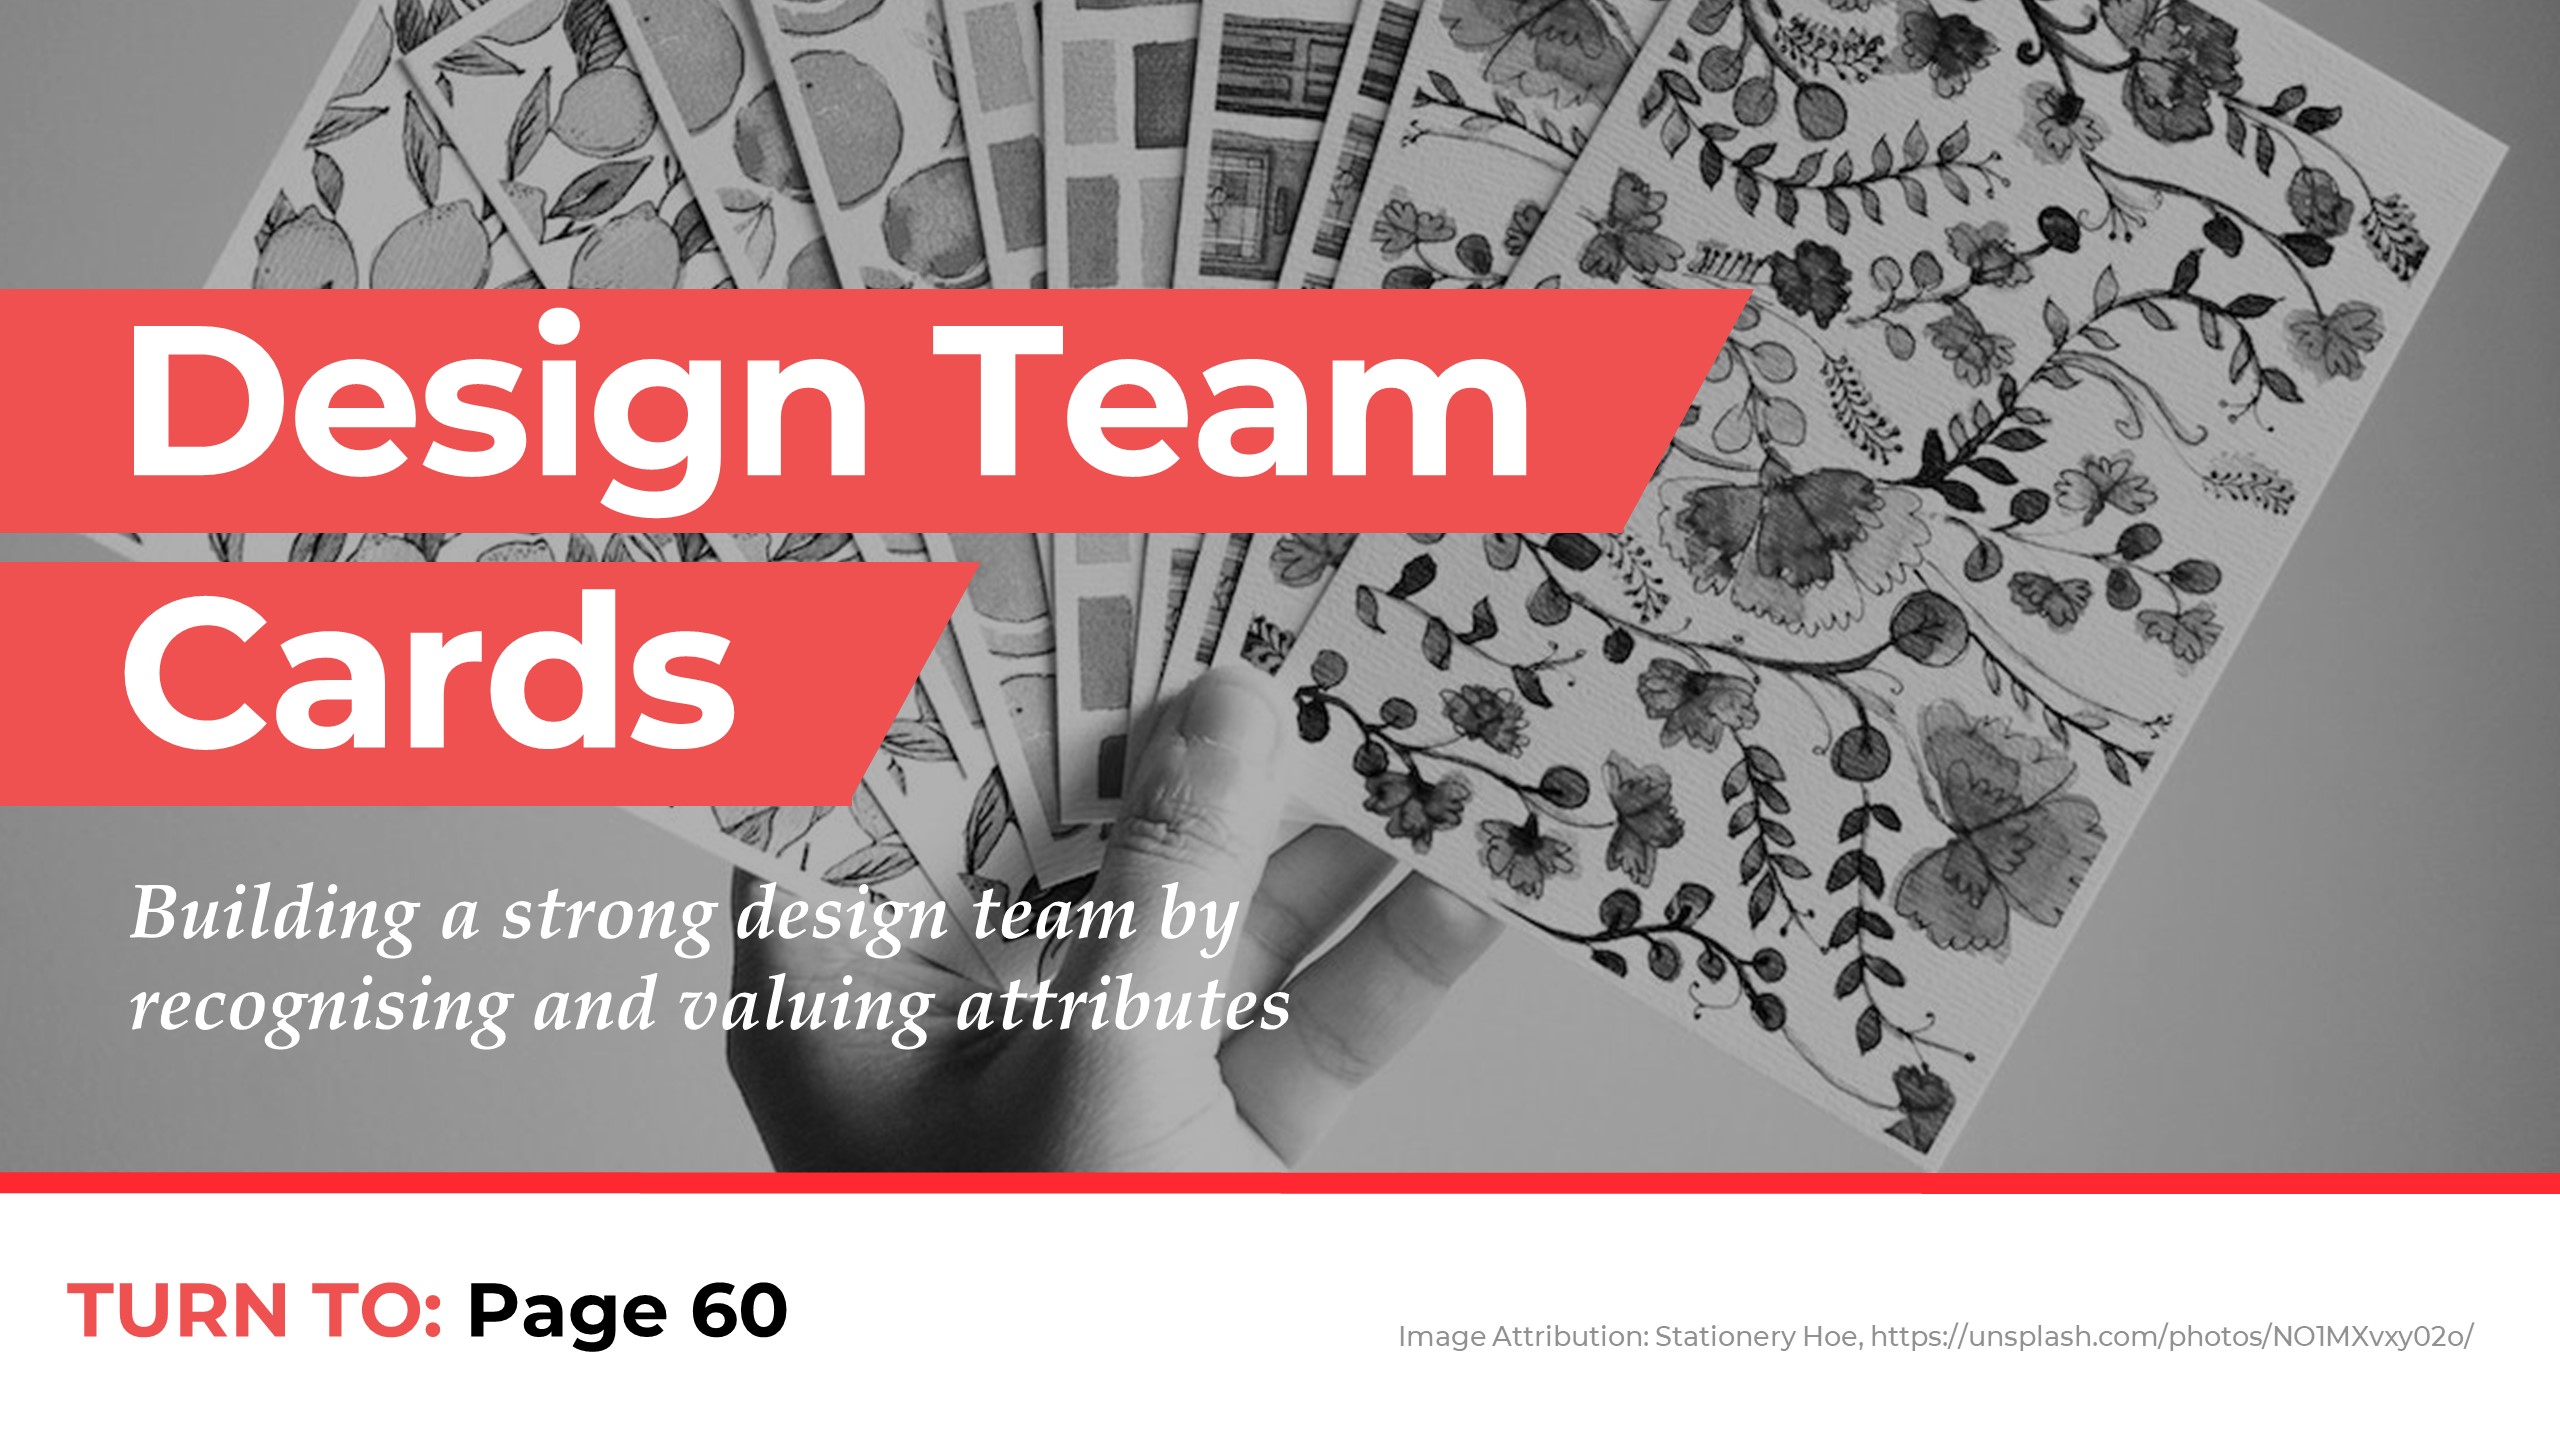 Design Team
Cards
Building a strong design team by
recognising and valuing attributes
TURN TO: Page 60
Image Attribution: Stationery Hoe, https://unsplash.com/photos/NO1MXvxy02o/